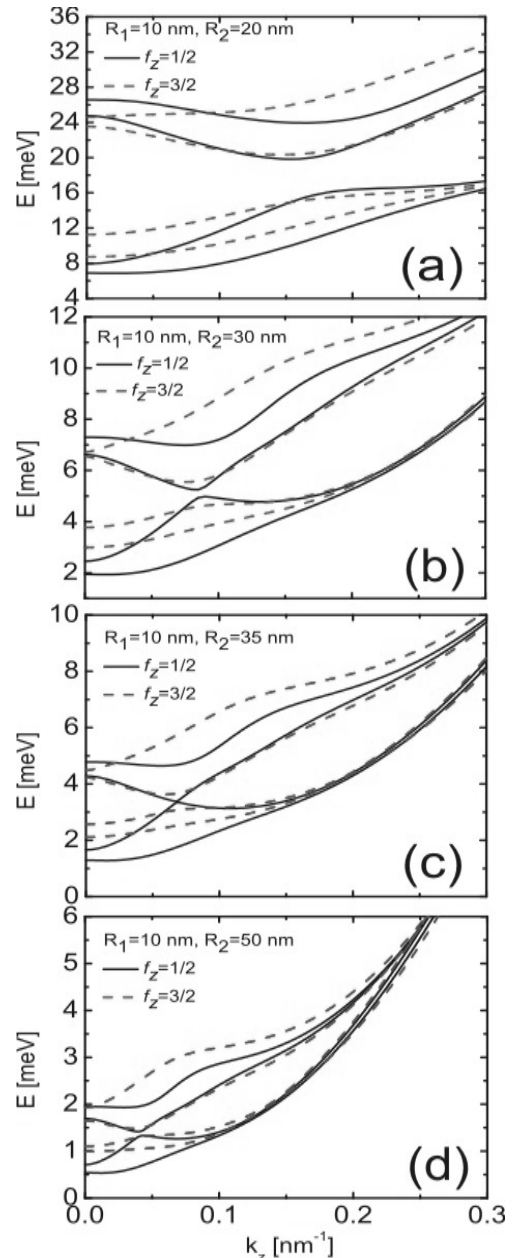 36
R₁=10 nm, R₂=20 nm
32
f_z=1/2
28
f_z=3/2
24
20
16
12
8
4
E [meV]
(a)
12
R₁=10 nm, R₂=30 nm
f_z=1/2
10
f_z=3/2
8
6
4
2
E [meV]
(b)
10
R₁=10 nm, R₂=35 nm
f_z=1/2
8
f_z=3/2
6
4
2
0
E [meV]
(c)
6
R₁=10 nm, R₂=50 nm
5
f_z=1/2
f_z=3/2
4
3
2
1
0
E [meV]
(d)
0.0 0.1 0.2 0.3
k_z [nm⁻¹]